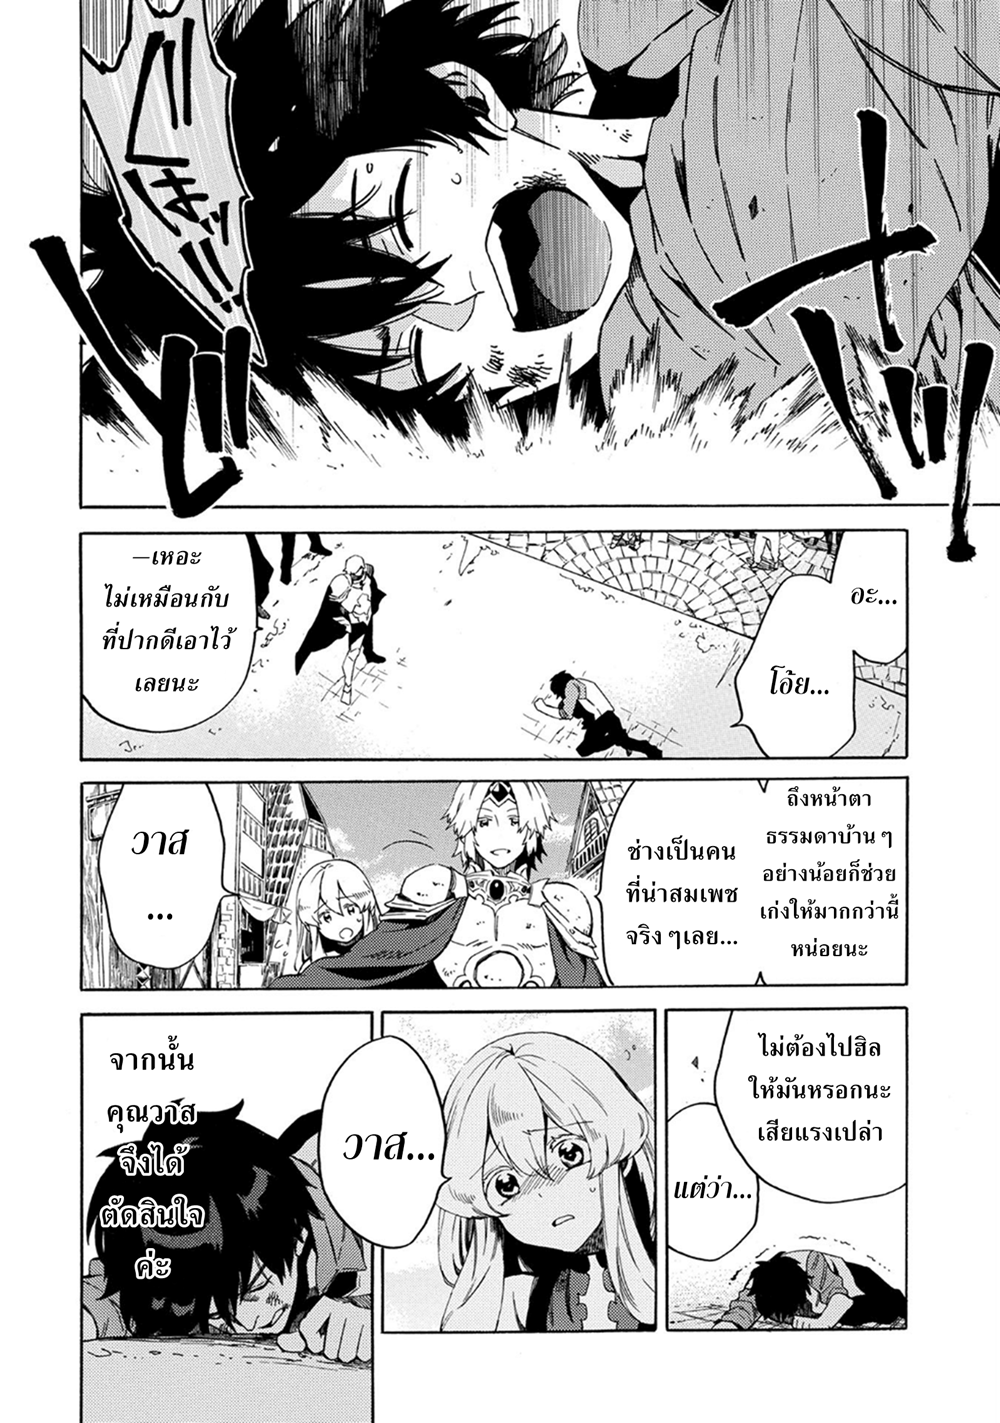 がはッ!!!
ズザザザッ
อะ...
โอ้ย...
—เหอะ
ไม่เหมือนกับ
ที่ปากดีเอาไว้
เลยนะ
ถึงหน้าตา
ธรรมดาบ้านๆ
อย่างน้อยก็ช่วย
เก่งให้มากกว่านี้
หน่อยนะ
ช่างเป็นคน
ที่น่าสมเพช
จริงๆเลย...
วาส
...
ไม่ต้องไปฮิล
ให้มันหรอกนะ
เสียแรงเปล่า
แต่ว่า...
วาส...
จากนั้น
คุณวาส
จึงได้
ตัดสินใจ
ค่ะ